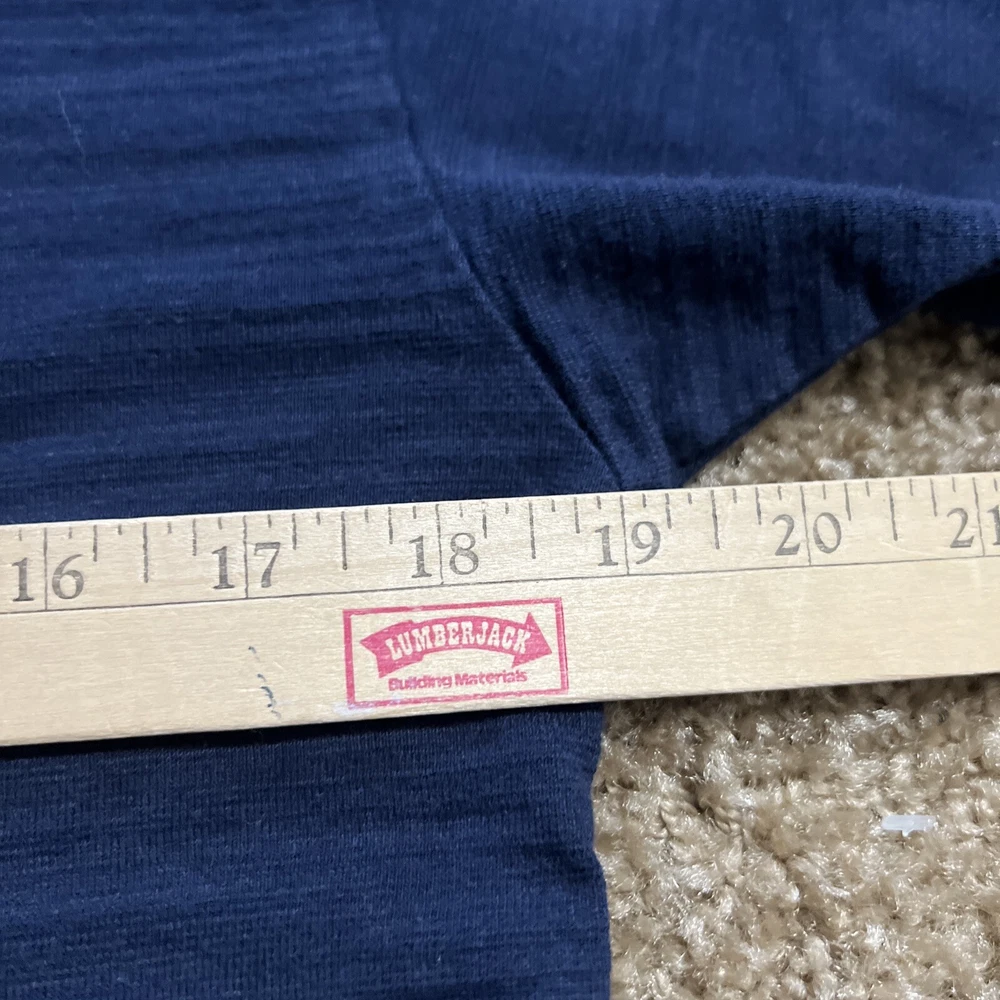 16 17 18 19 20 21
LUMBERJACK
Building Materials